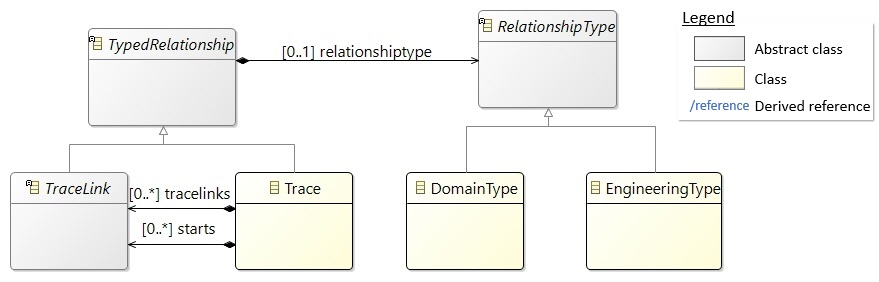 TypedRelationship
[0..1] relationshiptype
RelationshipType
Legend
Abstract class
Class
/reference Derived reference
TraceLink
[0..*] tracelinks
[0..*] starts
Trace
DomainType
EngineeringType